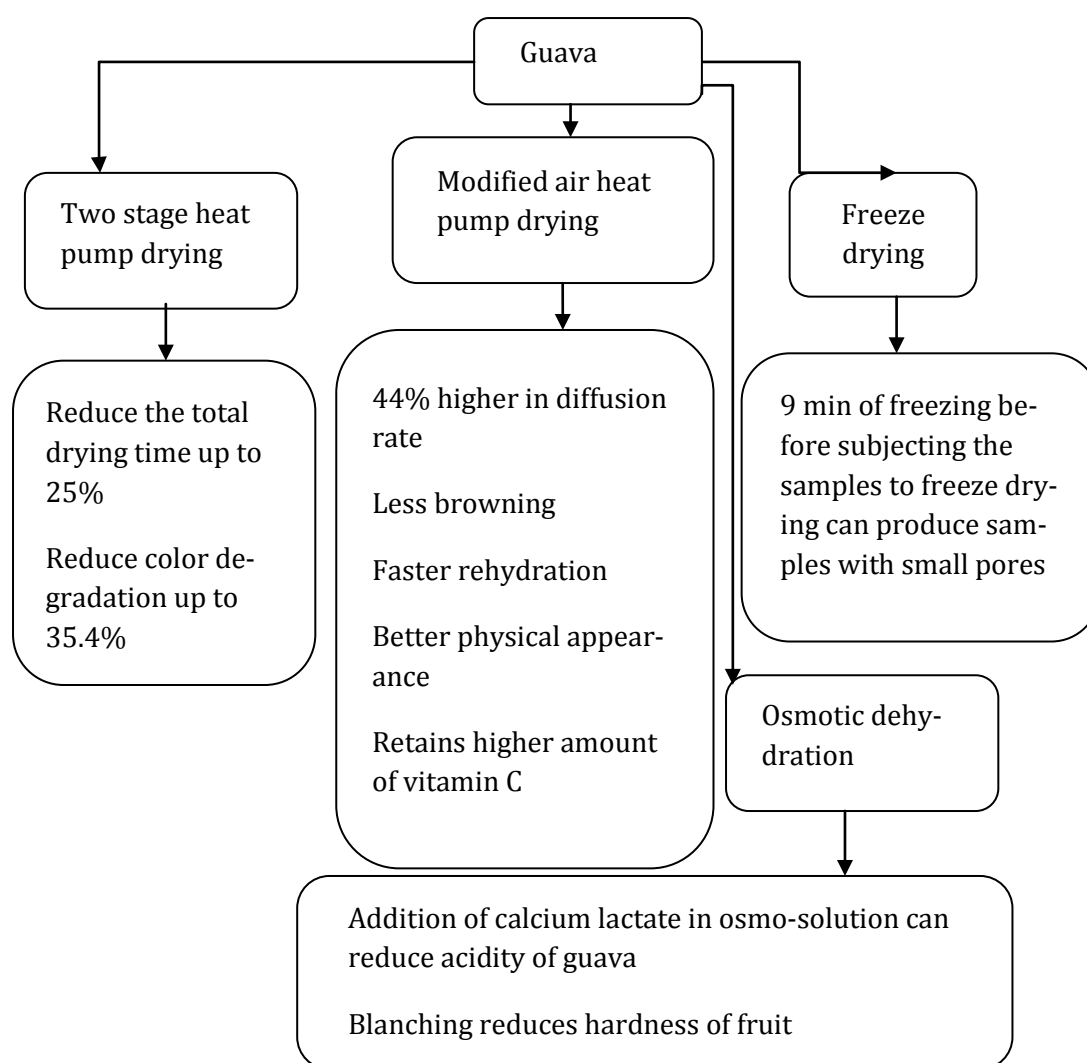 Guava
Two stage heat
pump drying
Modified air heat
pump drying
Freeze
drying
Reduce the total
drying time up to
25%
Reduce color de-
gradation up to
35.4%
44% higher in diffusion
rate
Less browning
Faster rehydration
Better physical appear-
ance
Retains higher amount
of vitamin C
9 min of freezing be-
fore subjecting the
samples to freeze dry-
ing can produce sam-
ples with small pores
Osmotic dehy-
dration
Addition of calcium lactate in osmo-solution can
reduce acidity of guava
Blanching reduces hardness of fruit